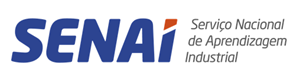 SENAI
Serviço Nacional
de Aprendizagem
Industrial